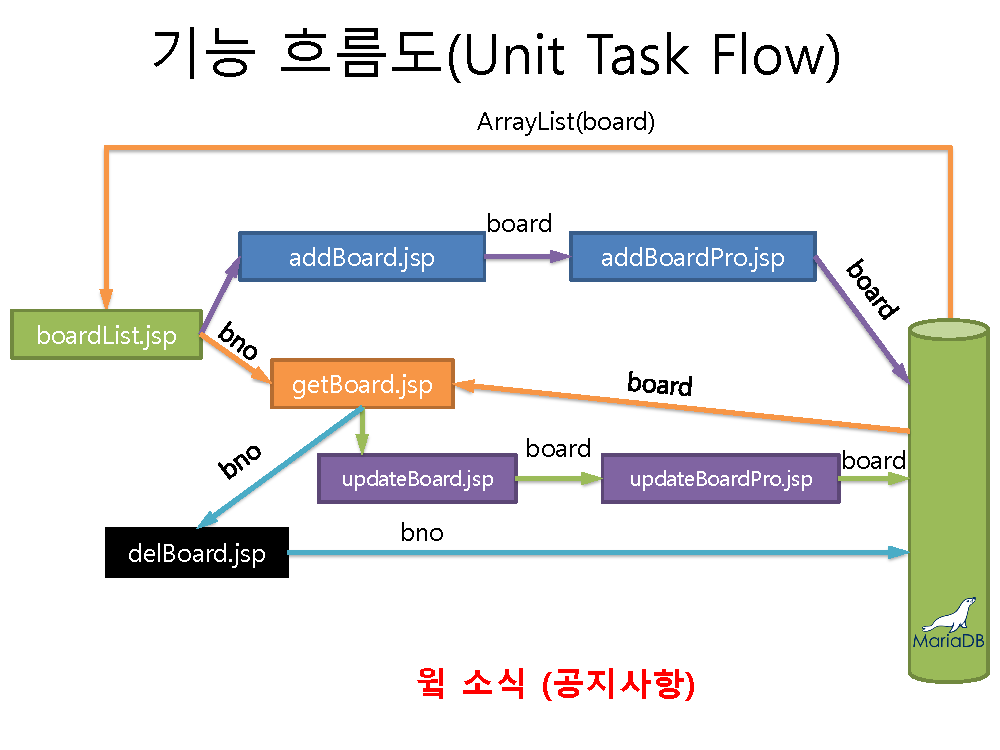 기능 흐름도(Unit Task Flow)
ArrayList(board)
board
addBoard.jsp
addBoardPro.jsp
board
boardList.jsp
bno
getBoard.jsp
board
bno
updateBoard.jsp
board
updateBoardPro.jsp
board
delBoard.jsp
bno
MariaDB
윜 소식 (공지사항)